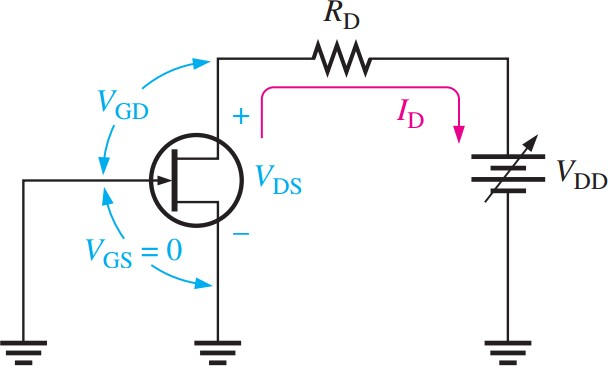 R_D
V_GD
+
I_D
V_DS
V_DD
V_GS = 0
−